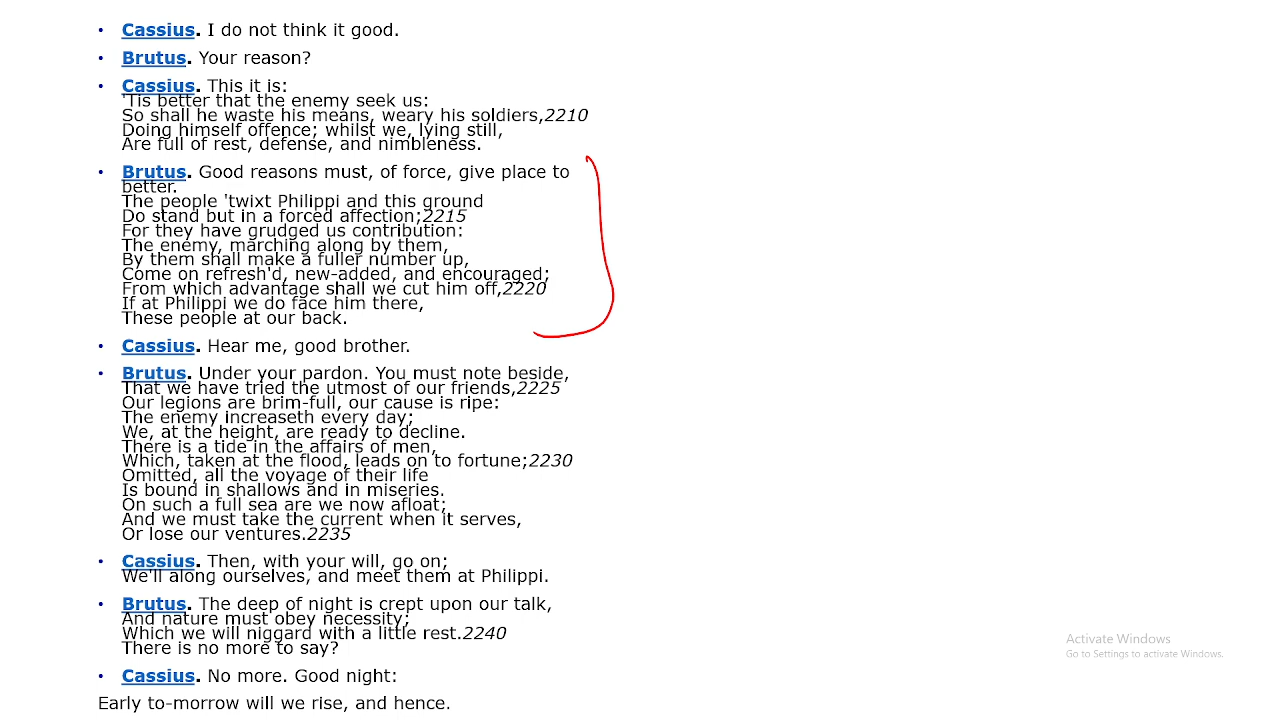 • Cassius. I do not think it good.
• Brutus. Your reason?
• Cassius. This it is:
'Tis better that the enemy seek us:
So shall he waste his means, weary his soldiers,2210
Doing himself offence; whilst we, lying still,
Are full of rest, defense, and nimbleness.
• Brutus. Good reasons must, of force, give place to
better.
The people 'twixt Philippi and this ground
Do stand but in a forced affection;2215
For they have grudged us contribution:
The enemy, marching along by them,
By them shall make a fuller number up,
Come on refresh'd, new-added, and encouraged;
From which advantage shall we cut him off,2220
If at Philippi we do face him there,
These people at our back.
• Cassius. Hear me, good brother.
• Brutus. Under your pardon. You must note beside,
That we have tried the utmost of our friends,2225
Our legions are brim-full, our cause is ripe:
The enemy increaseth every day;
We, at the height, are ready to decline.
There is a tide in the affairs of men,
Which, taken at the flood, leads on to fortune;2230
Omitted, all the voyage of their life
Is bound in shallows and in miseries.
On such a full sea are we now afloat;
And we must take the current when it serves,
Or lose our ventures.2235
• Cassius. Then, with your will, go on;
We'll along ourselves, and meet them at Philippi.
• Brutus. The deep of night is crept upon our talk,
And nature must obey necessity;
Which we will niggard with a little rest.2240
There is no more to say?
• Cassius. No more. Good night:
Early to-morrow will we rise, and hence.
Activate Windows
Go to Settings to activate Windows.